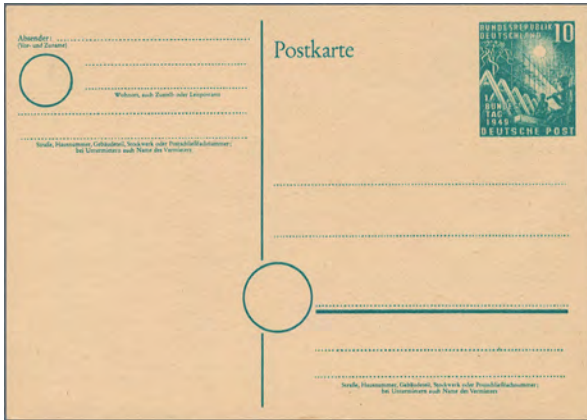 Absender:
(Vor- und Zuname)
Wohnort, auch Zustell- oder Leitpostamt
Straße, Hausnummer, Gebäudeteil, Stockwerk oder Postschließfachnummer;
bei Untermietern auch Name des Vermieters
Postkarte
BUNDESREPUBLIK
DEUTSCHLAND 10
1.
BUNDES
TAG
1949
DEUTSCHE POST
Straße, Hausnummer, Gebäudeteil, Stockwerk oder Postschließfachnummer;
bei Untermietern auch Name des Vermieters